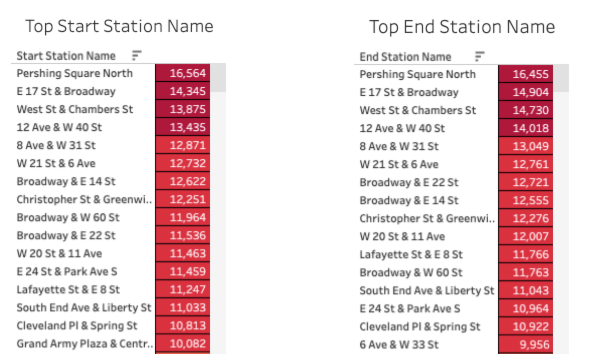 Top Start Station Name
Start Station Name
Pershing Square North 16,564
E 17 St & Broadway 14,345
West St & Chambers St 13,875
12 Ave & W 40 St 13,435
8 Ave & W 31 St 12,871
W 21 St & 6 Ave 12,732
Broadway & E 14 St 12,622
Christopher St & Greenwi.. 12,251
Broadway & W 60 St 11,964
Broadway & E 22 St 11,536
W 20 St & 11 Ave 11,463
E 24 St & Park Ave S 11,459
Lafayette St & E 8 St 11,247
South End Ave & Liberty St 11,033
Cleveland Pl & Spring St 10,813
Grand Army Plaza & Centr.. 10,082
Top End Station Name
End Station Name
Pershing Square North 16,455
E 17 St & Broadway 14,904
West St & Chambers St 14,730
12 Ave & W 40 St 14,018
8 Ave & W 31 St 13,049
W 21 St & 6 Ave 12,761
Broadway & E 22 St 12,721
Broadway & E 14 St 12,555
Christopher St & Greenwi.. 12,276
W 20 St & 11 Ave 12,007
Lafayette St & E 8 St 11,766
Broadway & W 60 St 11,763
South End Ave & Liberty St 11,043
E 24 St & Park Ave S 10,964
Cleveland Pl & Spring St 10,922
6 Ave & W 33 St 9,956